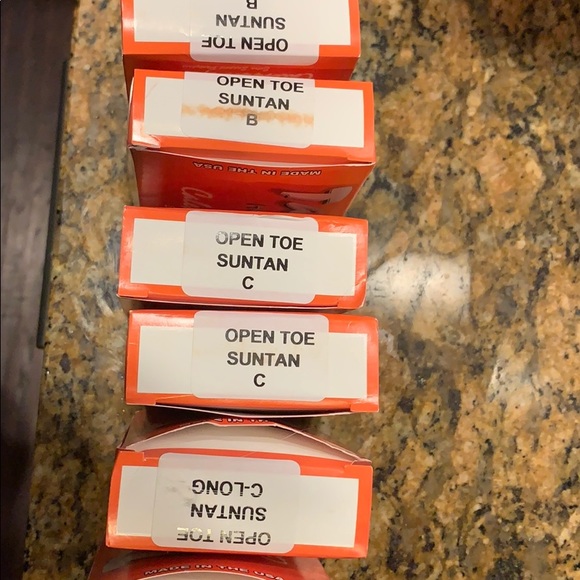 OPEN TOE
SUNTAN
B
OPEN TOE
SUNTAN
B
MADE IN THE USA
OPEN TOE
SUNTAN
C
OPEN TOE
SUNTAN
C
OPEN TOE
SUNTAN
C-LONG
MADE IN THE USA